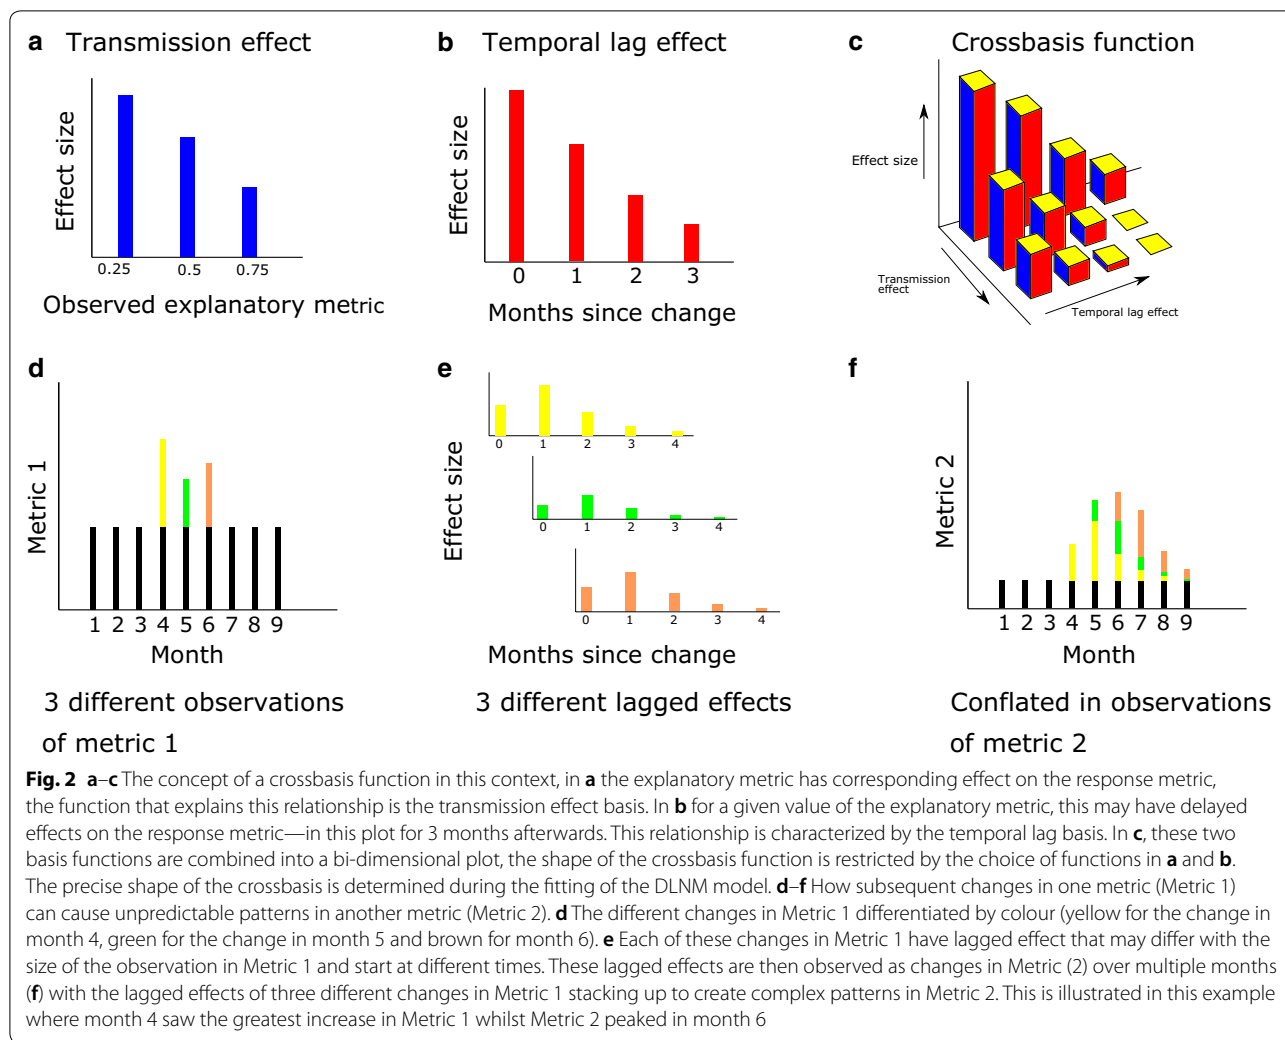 a Transmission effect
Effect size
0.25 0.5 0.75
Observed explanatory metric
b Temporal lag effect
Effect size
0 1 2 3
Months since change
c Crossbasis function
Effect size
Transmission
effect
Temporal lag effect
d
Metric 1
1 2 3 4 5 6 7 8 9
Month
3 different observations
of metric 1
e
Effect size
0 1 2 3 4
0 1 2 3 4
0 1 2 3 4
Months since change
3 different lagged effects
f
Metric 2
1 2 3 4 5 6 7 8 9
Month
Conflated in observations
of metric 2
Fig. 2 a–c The concept of a crossbasis function in this context, in a the explanatory metric has corresponding effect on the response metric,
the function that explains this relationship is the transmission effect basis. In b for a given value of the explanatory metric, this may have delayed
effects on the response metric—in this plot for 3 months afterwards. This relationship is characterized by the temporal lag basis. In c, these two
basis functions are combined into a bi-dimensional plot, the shape of the crossbasis function is restricted by the choice of functions in a and b.
The precise shape of the crossbasis is determined during the fitting of the DLNM model. d–f How subsequent changes in one metric (Metric 1)
can cause unpredictable patterns in another metric (Metric 2). d The different changes in Metric 1 differentiated by colour (yellow for the change in
month 4, green for the change in month 5 and brown for month 6). e Each of these changes in Metric 1 have lagged effect that may differ with the
size of the observation in Metric 1 and start at different times. These lagged effects are then observed as changes in Metric (2) over multiple months
(f) with the lagged effects of three different changes in Metric 1 stacking up to create complex patterns in Metric 2. This is illustrated in this example
where month 4 saw the greatest increase in Metric 1 whilst Metric 2 peaked in month 6